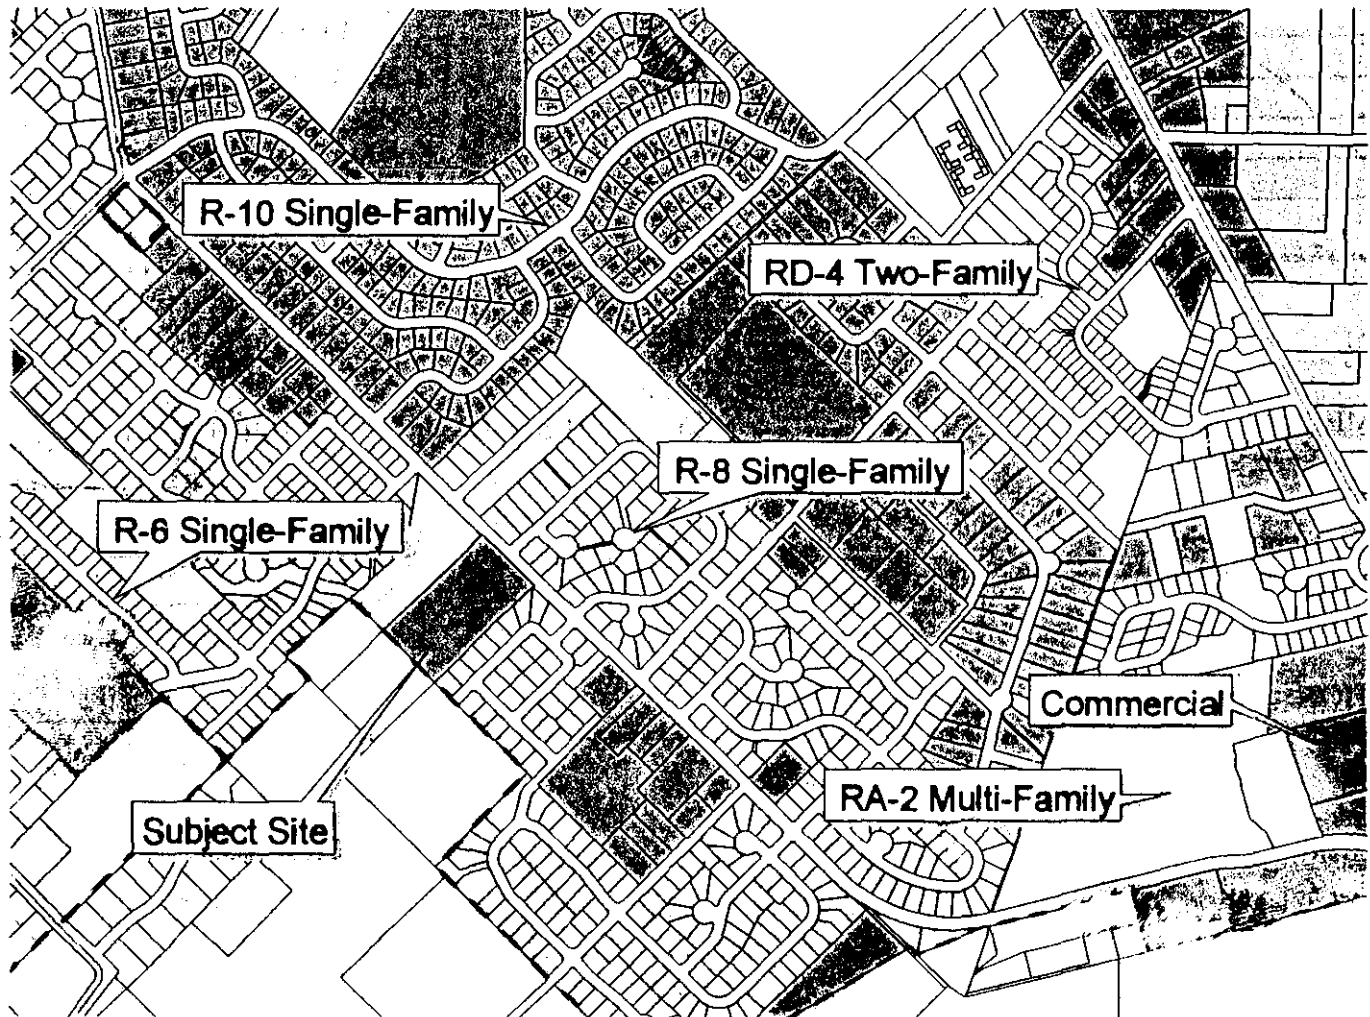 R-10 Single-Family
RD-4 Two-Family
R-8 Single-Family
R-6 Single-Family
Commercial
RA-2 Multi-Family
Subject Site